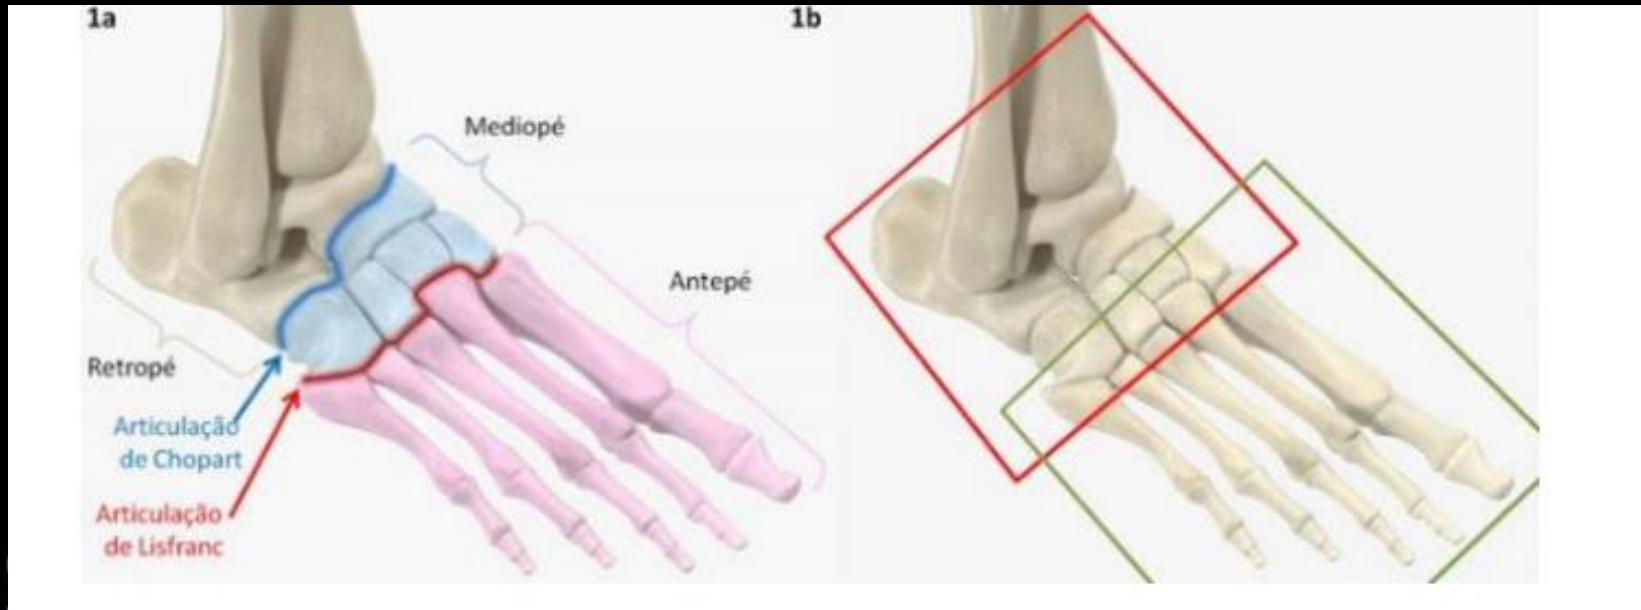 1a
1b
Mediopé
Antepé
Retropé
Articulação
de Chopart
Articulação
de Lisfranc